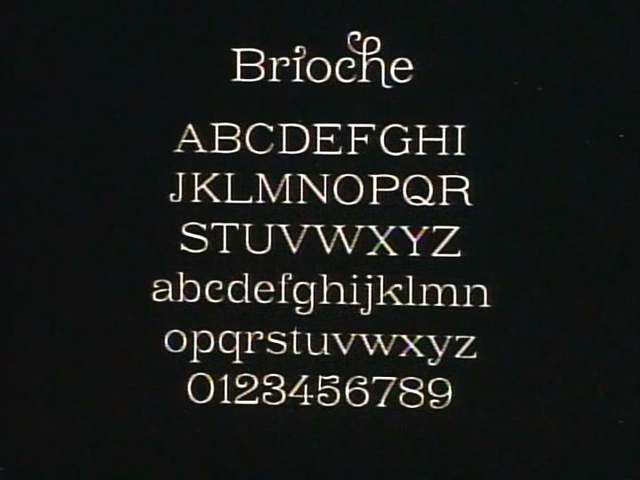 Brioche
ABCDEFGHI
JKLMNOPQR
STUVWXYZ
abcdefghijklmn
opqrstuvwxyz
0123456789